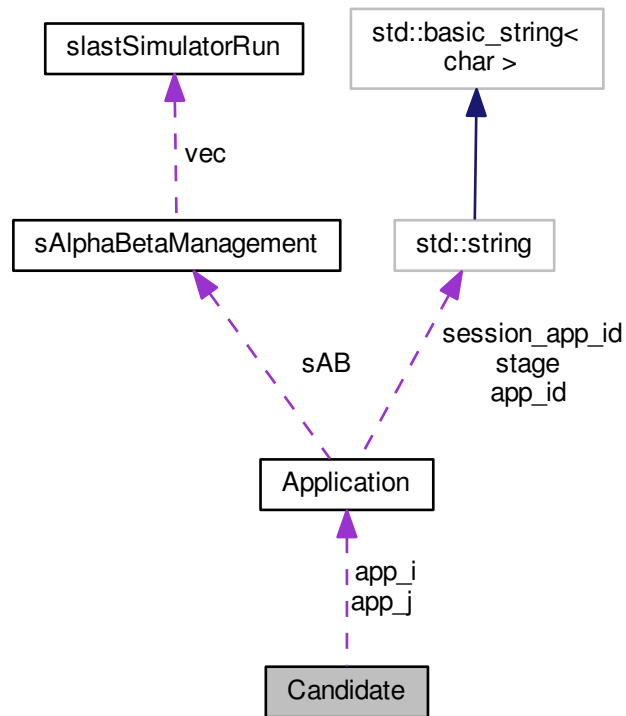 slastSimulatorRun
std::basic_string<
char >
vec
sAlphaBetaManagement
std::string
sAB
session_app_id
stage
app_id
Application
app_i
app_j
Candidate